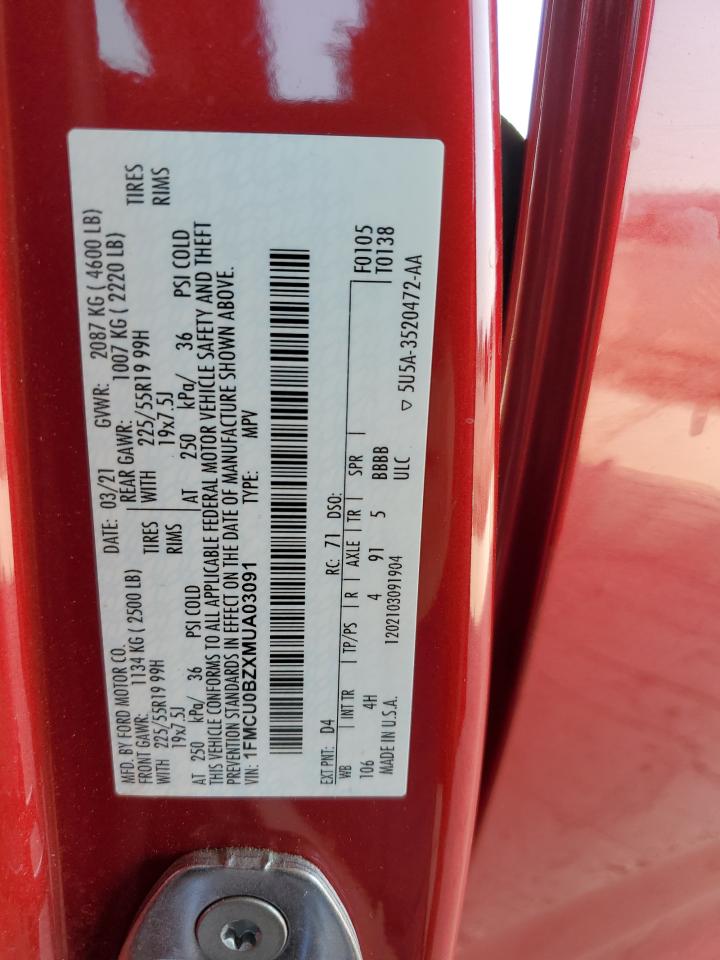 MFD. BY FORD MOTOR CO. DATE: 03/21 GVWR: 2087 KG ( 4600 LB)
FRONT GAWR: 1134 KG ( 2500 LB) REAR GAWR: 1007 KG ( 2220 LB)
WITH 225/55R19 99H TIRES WITH 225/55R19 99H TIRES
19x7.5J RIMS 19x7.5J RIMS
AT 250 kPa/ 36 PSI COLD AT 250 kPa/ 36 PSI COLD
THIS VEHICLE CONFORMS TO ALL APPLICABLE FEDERAL MOTOR VEHICLE SAFETY AND THEFT
PREVENTION STANDARDS IN EFFECT ON THE DATE OF MANUFACTURE SHOWN ABOVE.
VIN: 1FMCU0BZXMUA03091 TYPE: MPV
EXT PNT: D4 RC: 71 DSO: F0105
WB INT TR TP/PS R AXLE TR SPR T0138
106 4H 4 91 5 BBBB
MADE IN U.S.A. 1202103091904 ULC
▽ 5U5A-3520472-AA